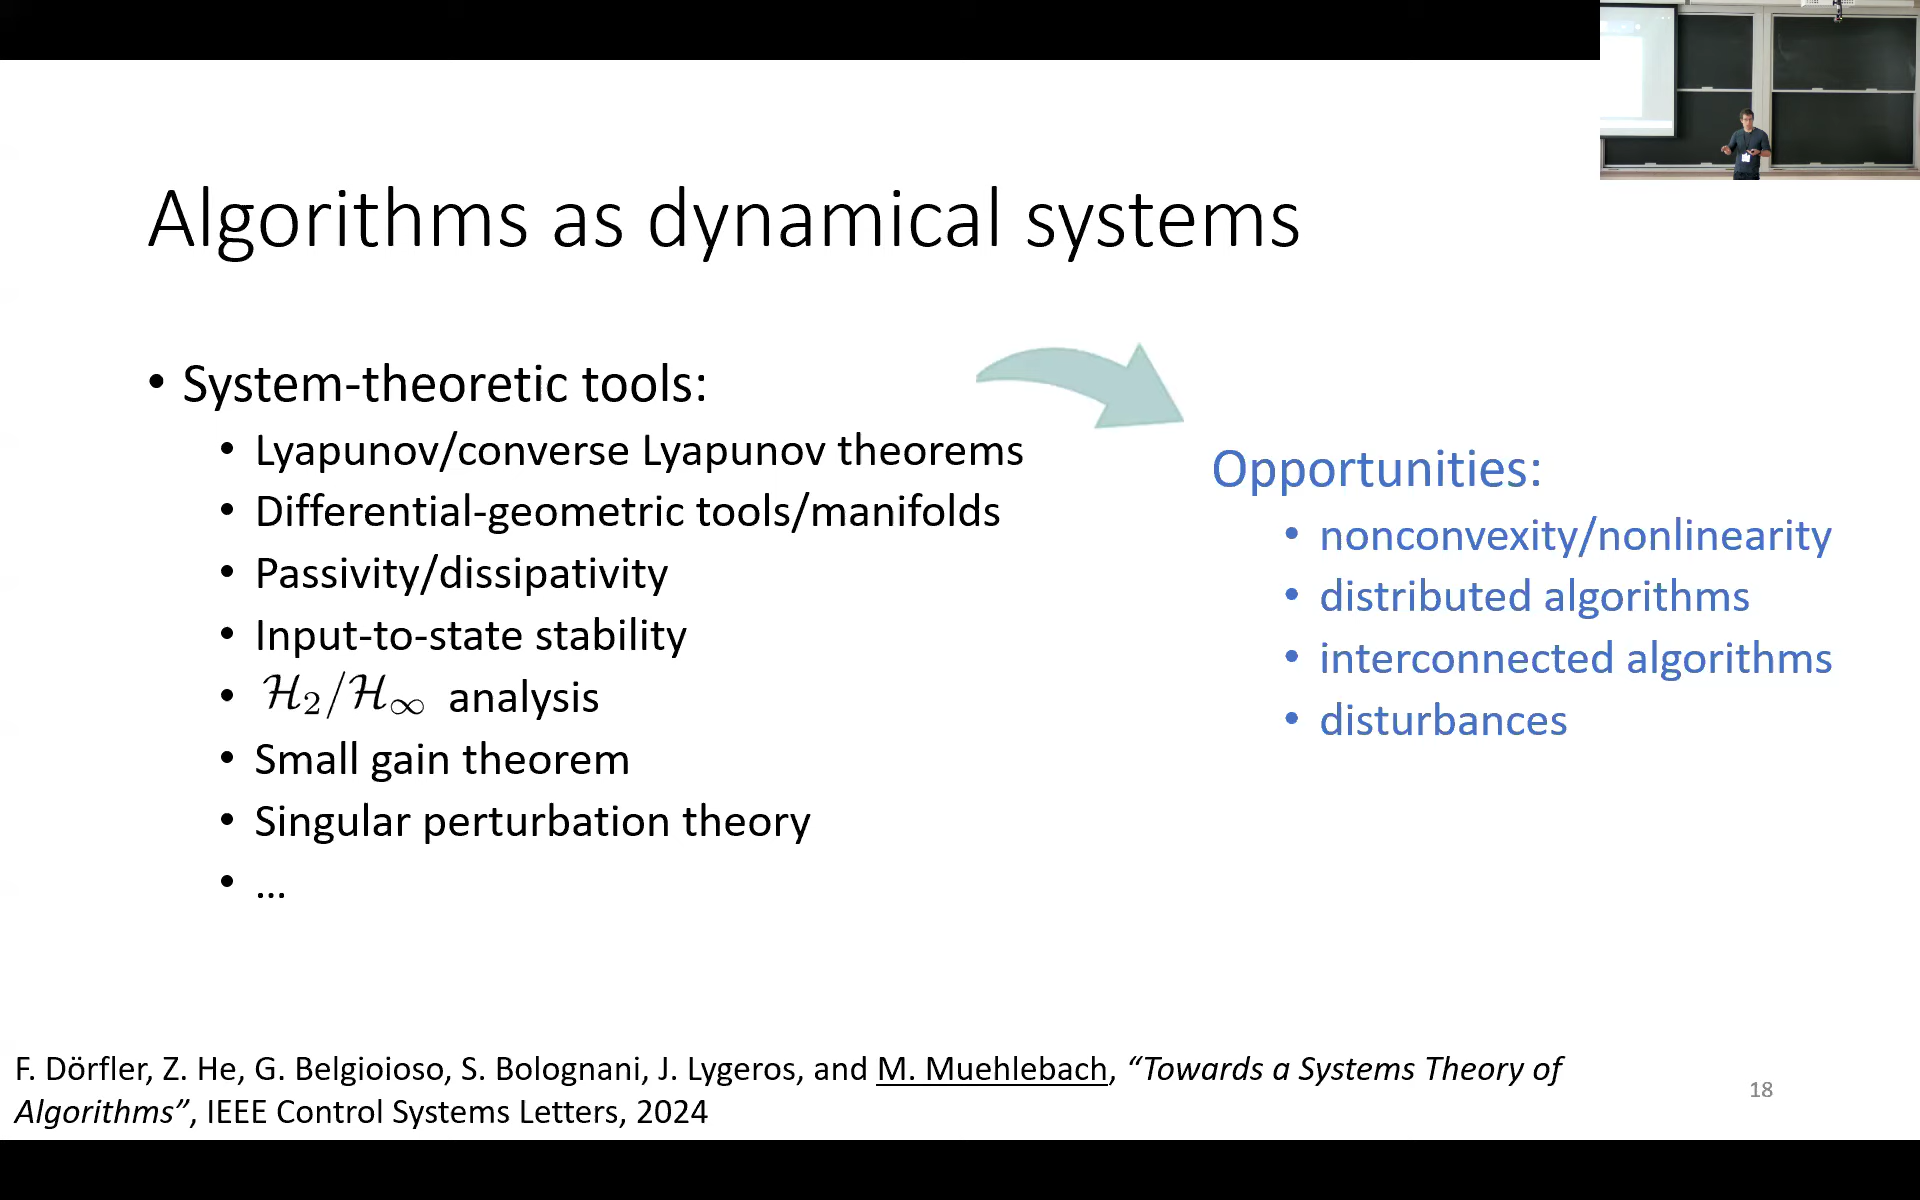 Algorithms as dynamical systems
• System-theoretic tools:
• Lyapunov/converse Lyapunov theorems
• Differential-geometric tools/manifolds
• Passivity/dissipativity
• Input-to-state stability
• ℋ₂/ℋ∞ analysis
• Small gain theorem
• Singular perturbation theory
• ...
Opportunities:
• nonconvexity/nonlinearity
• distributed algorithms
• interconnected algorithms
• disturbances
F. Dörfler, Z. He, G. Belgioioso, S. Bolognani, J. Lygeros, and M. Muehlebach, “Towards a Systems Theory of
Algorithms”, IEEE Control Systems Letters, 2024
18